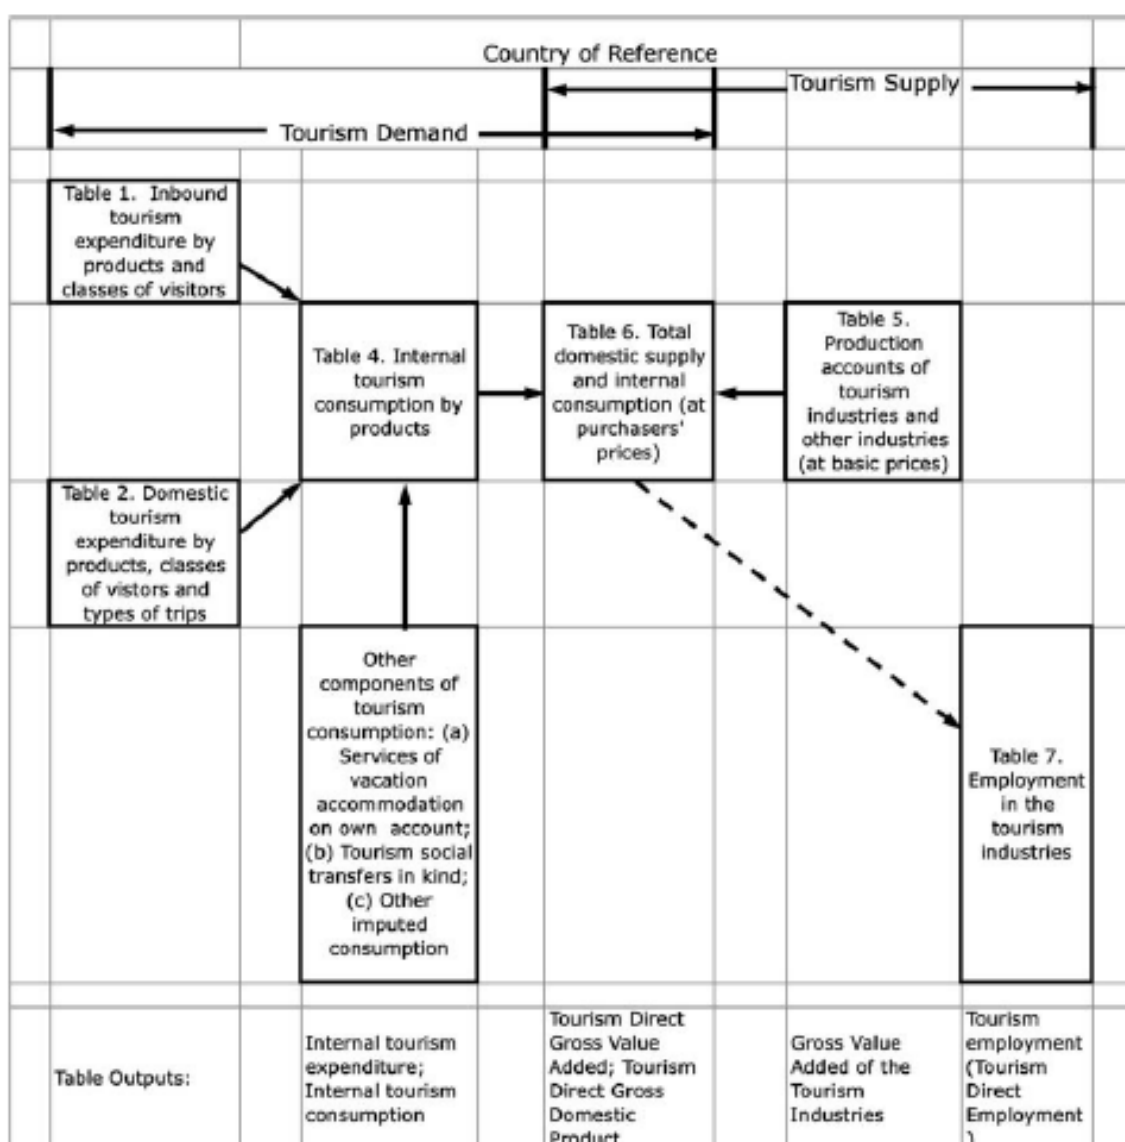 Country of Reference
Tourism Supply
Tourism Demand
Table 1. Inbound
tourism
expenditure by
products and
classes of visitors
Table 4. Internal
tourism
consumption by
products
Table 6. Total
domestic supply
and internal
consumption (at
purchasers'
prices)
Table 5.
Production
accounts of
tourism
industries and
other industries
(at basic prices)
Table 2. Domestic
tourism
expenditure by
products, classes
of vistors and
types of trips
Other
components of
tourism
consumption: (a)
Services of
vacation
accommodation
on own account;
(b) Tourism social
transfers in kind;
(c) Other
imputed
consumption
Table 7.
Employment
in the
tourism
industries
Table Outputs:
Internal tourism
expenditure;
Internal tourism
consumption
Tourism Direct
Gross Value
Added; Tourism
Direct Gross
Domestic
Product
Gross Value
Added of the
Tourism
Industries
Tourism
employment
(Tourism
Direct
Employment
)